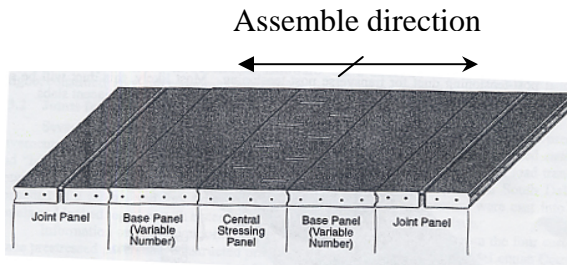 Assemble direction
Joint Panel
Base Panel
(Variable
Number)
Central
Stressing
Panel
Base Panel
(Variable
Number)
Joint Panel